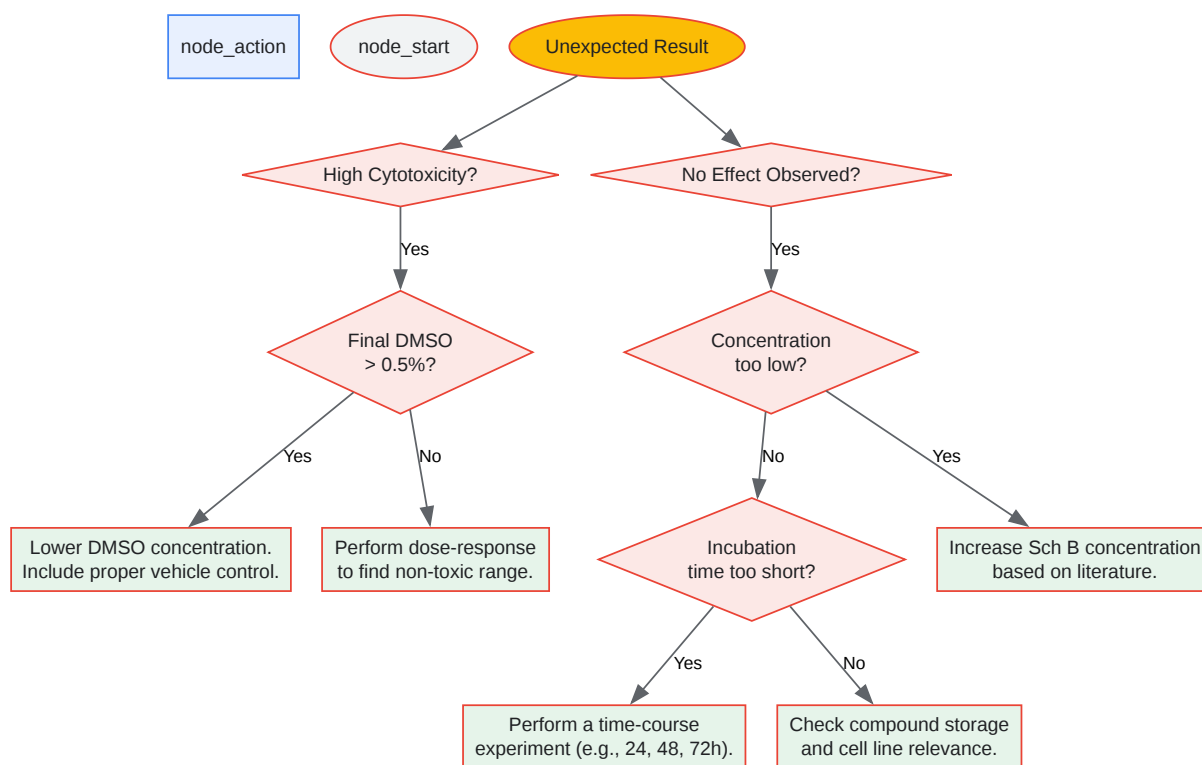 node_action
node_start
Unexpected Result
High Cytotoxicity?
No Effect Observed?
Yes
Yes
Final DMSO
> 0.5%?
Concentration
too low?
Yes
No
No
Yes
Lower DMSO concentration.
Include proper vehicle control.
Perform dose-response
to find non-toxic range.
Incubation
time too short?
Increase Sch B concentration
based on literature.
Yes
No
Perform a time-course
experiment (e.g., 24, 48, 72h).
Check compound storage
and cell line relevance.